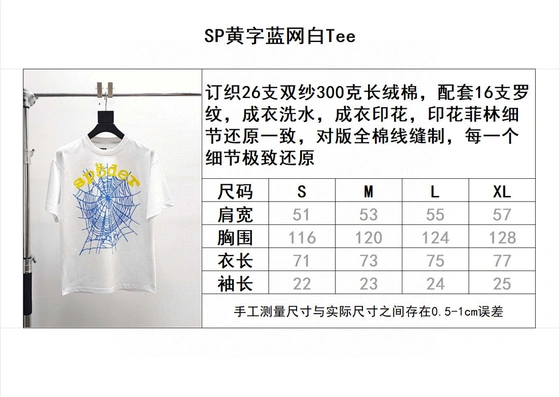 SP黄字蓝网白Tee
订织26支双纱300克长绒棉，配套16支罗
纹，成衣洗水，成衣印花，印花菲林细
节还原一致，对版全棉线缝制，每一个
细节极致还原
spider
尺码 S M L XL
肩宽 51 53 55 57
胸围 116 120 124 128
衣长 71 73 75 77
袖长 22 23 24 25
手工测量尺寸与实际尺寸之间存在0.5-1cm误差